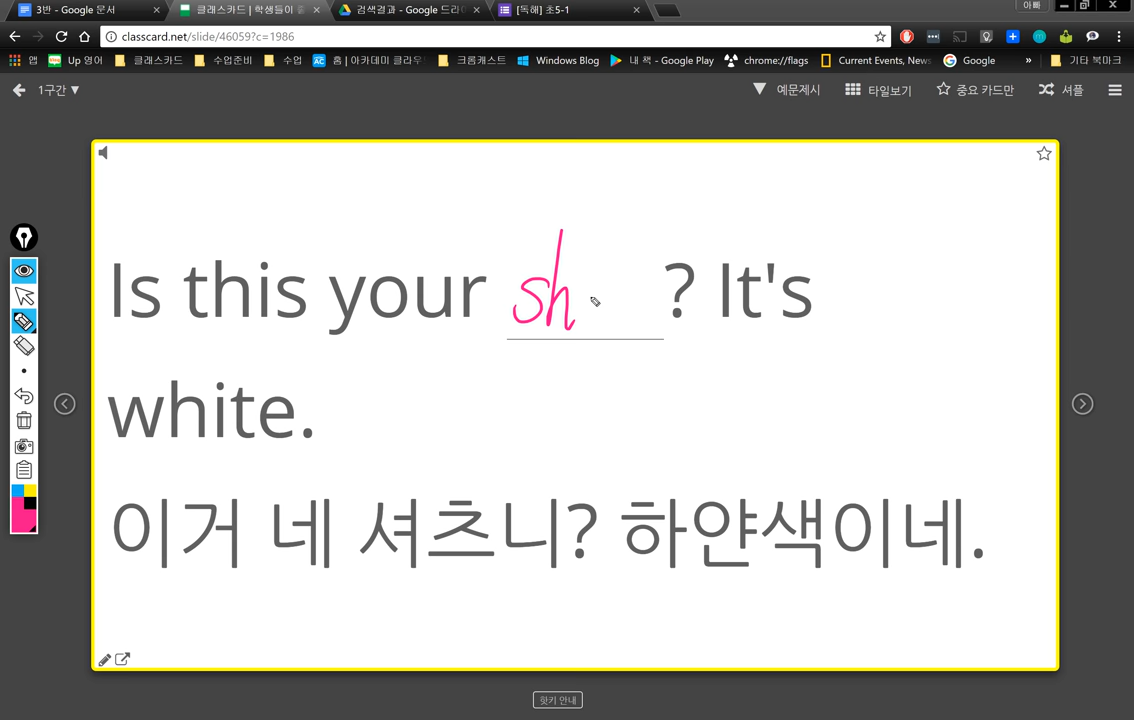 3반 - Google 문서
클래스카드 | 학생들이 좋
검색결과 - Google 드라이
[독해] 초5-1
아빠
classcard.net/slide/46059?c=1986
앱 Up 영어 클래스카드 수업준비 수업 AC 홈 | 아카데미 클라우 크롬캐스트 Windows Blog 내 책 - Google Play chrome://flags Current Events, News Google » 기타 북마크
1구간 ▼ ▼ 예문제시 타일보기 중요 카드만 셔플
Is this your sh ? It's
white.
이거 네 셔츠니? 하얀색이네.
핫키 안내